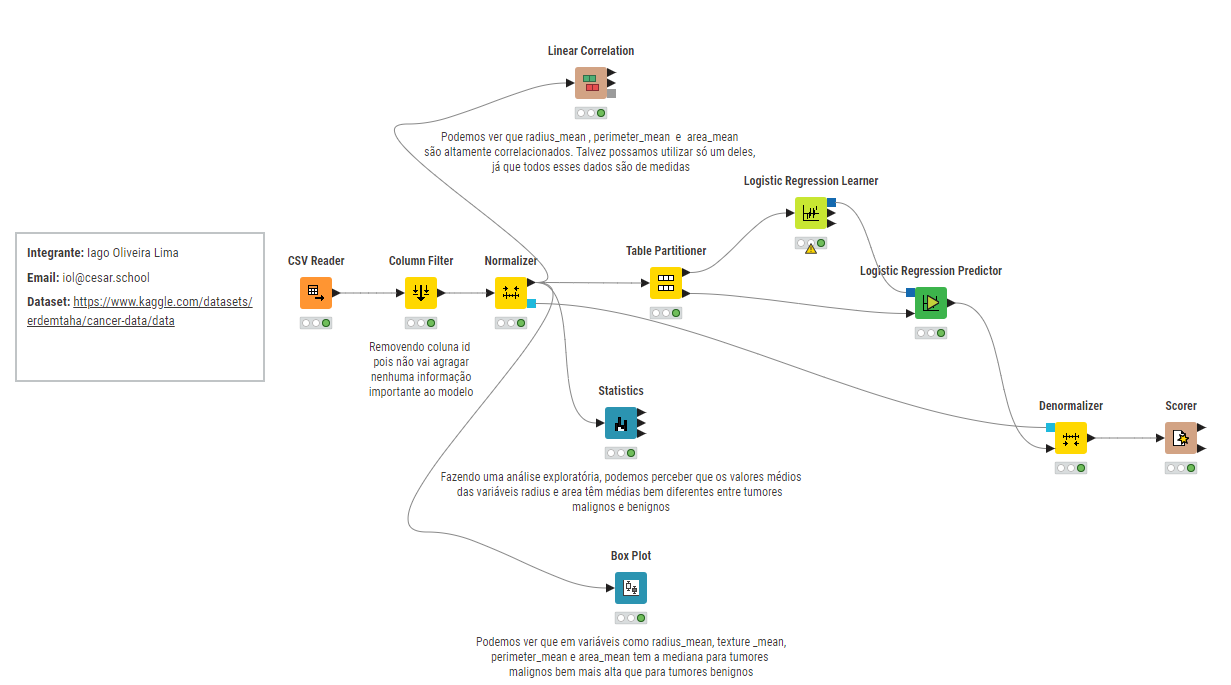 Linear Correlation
Podemos ver que radius_mean , perimeter_mean e area_mean
são altamente correlacionados. Talvez possamos utilizar só um deles,
já que todos esses dados são de medidas
Logistic Regression Learner
Integrante: Iago Oliveira Lima
Email: iol@cesar.school
Dataset: https://www.kaggle.com/datasets/
erdemtaha/cancer-data/data
CSV Reader
Column Filter
Normalizer
Table Partitioner
Logistic Regression Predictor
Removendo coluna id
pois não vai agragar
nenhuma informação
importante ao modelo
Statistics
Denormalizer
Scorer
Fazendo uma análise exploratória, podemos perceber que os valores médios
das variáveis radius e area têm médias bem diferentes entre tumores
malignos e benignos
Box Plot
Podemos ver que em variáveis como radius_mean, texture _mean,
perimeter_mean e area_mean tem a mediana para tumores
malignos bem mais alta que para tumores benignos